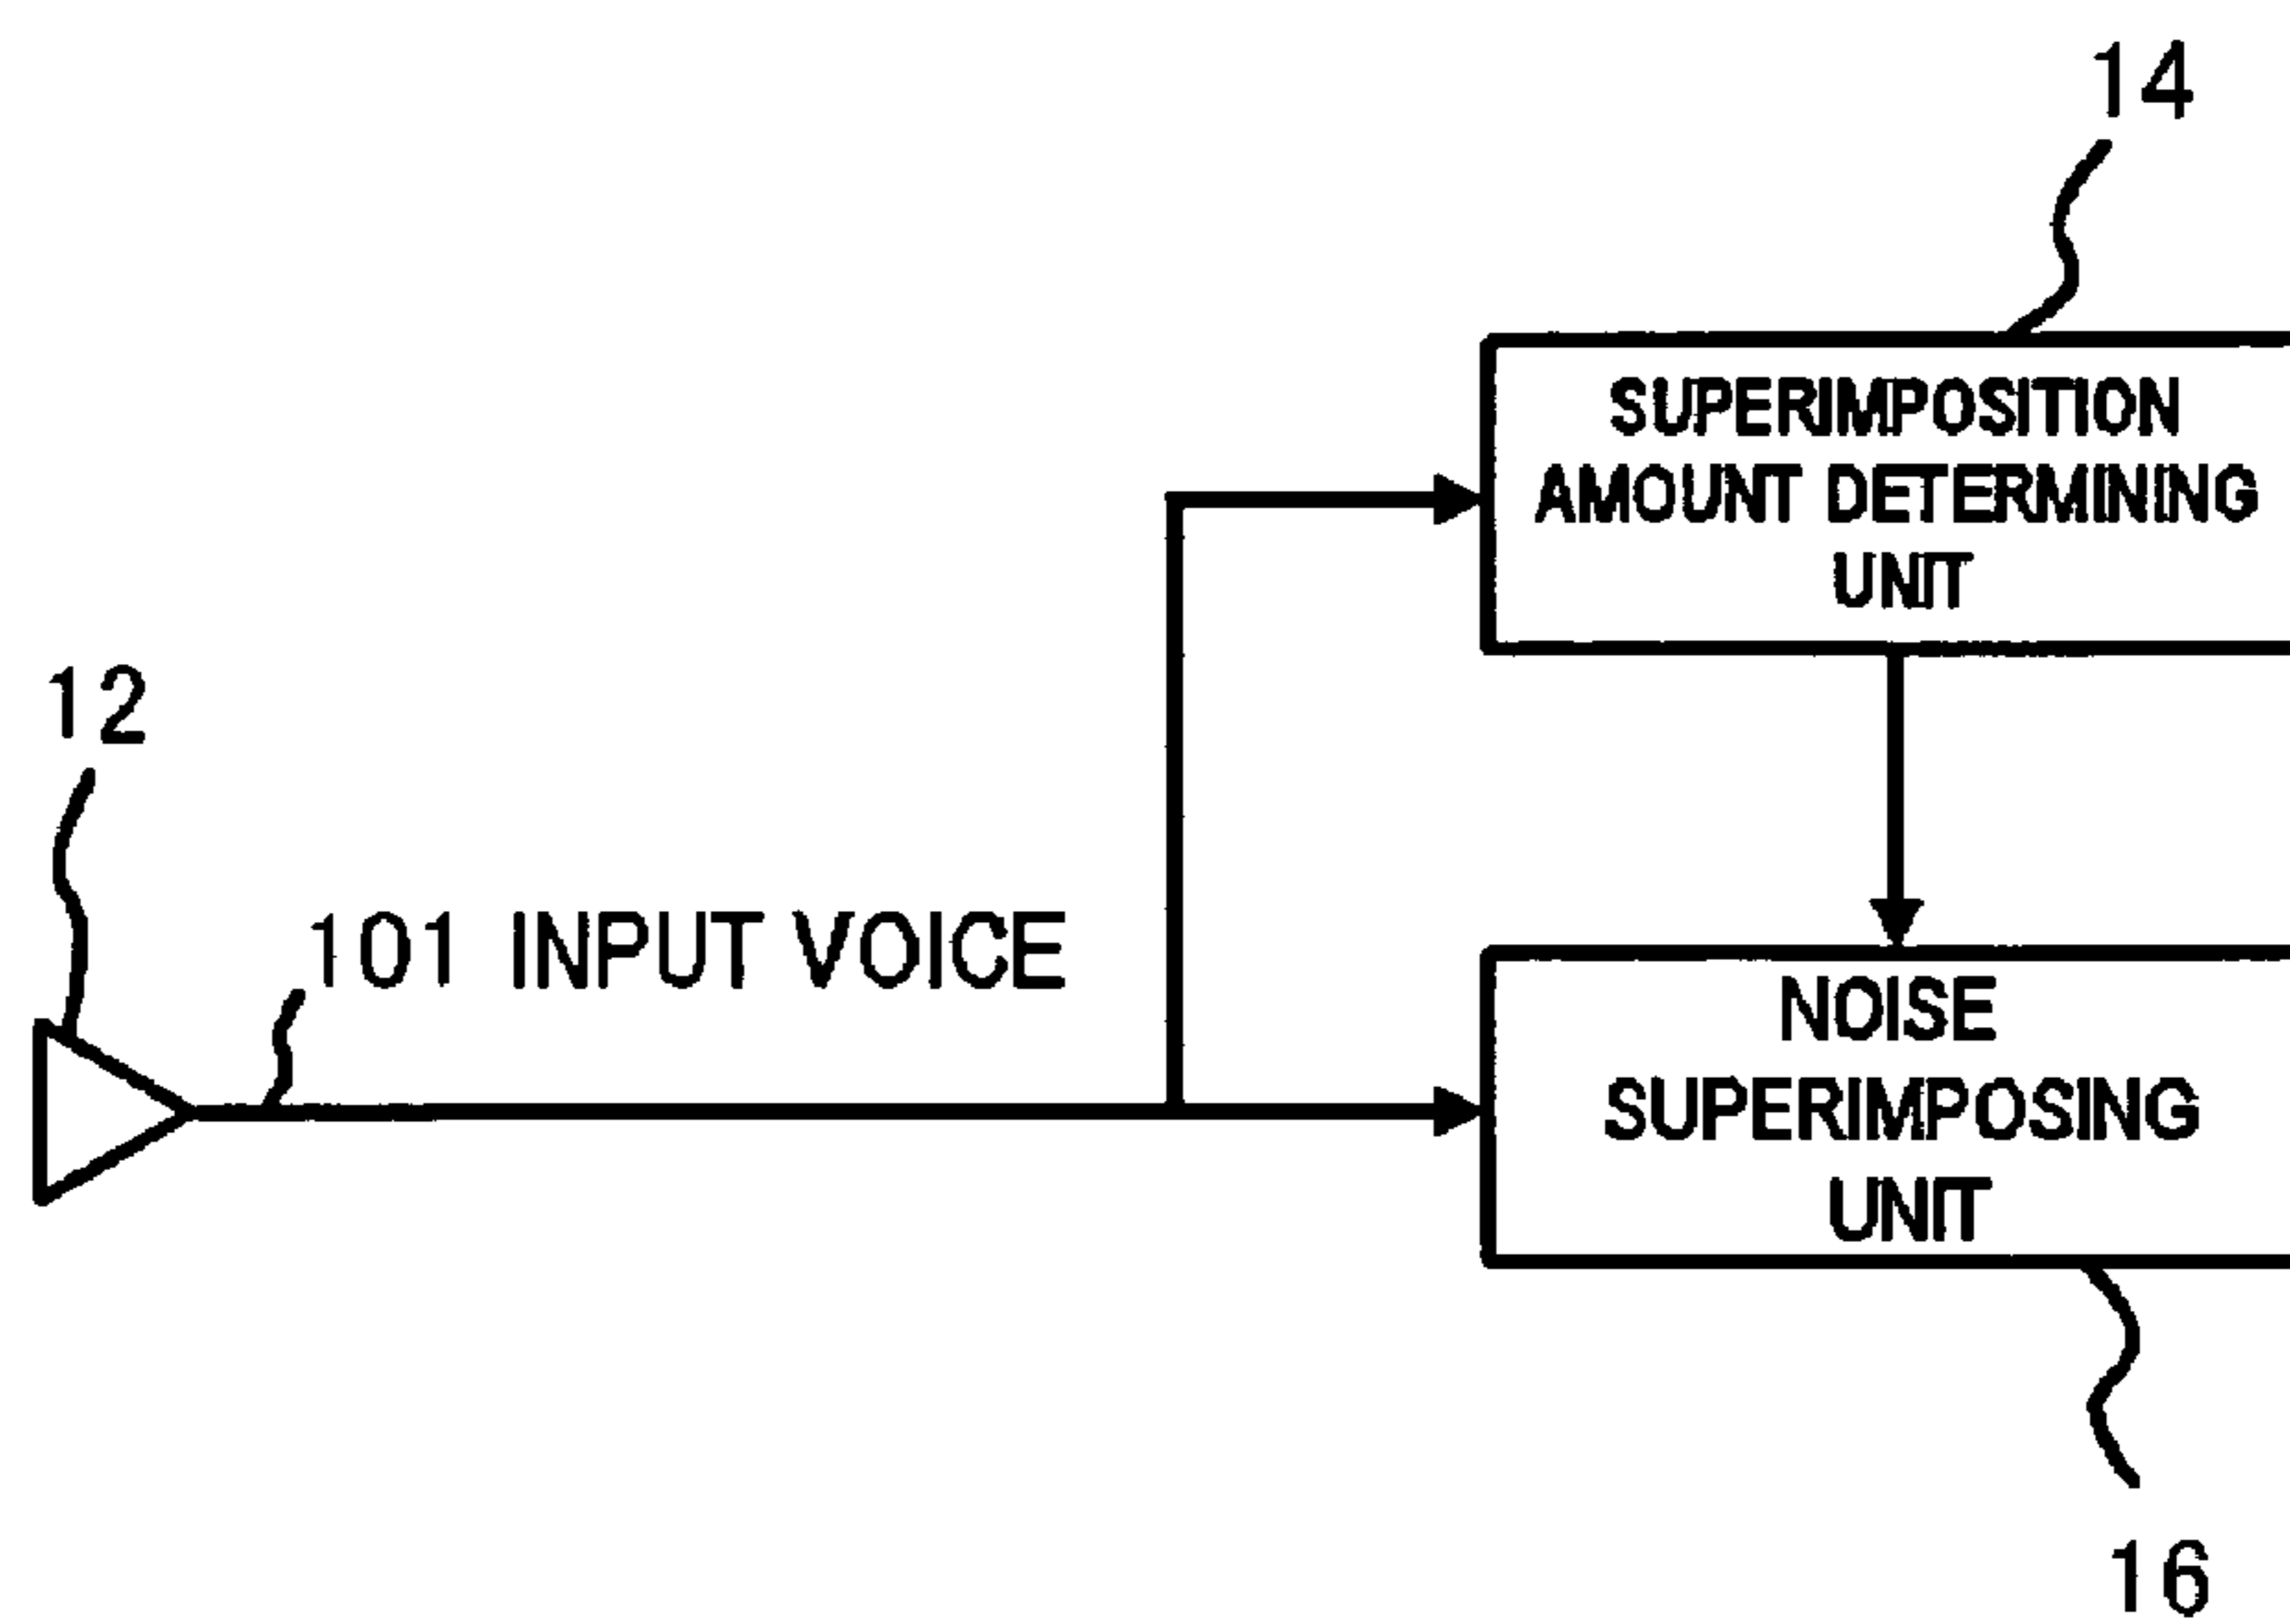 14
SUPERIMPOSITION
AMOUNT DETERMINING
UNIT
12
101 INPUT VOICE
NOISE
SUPERIMPOSING
UNIT
16